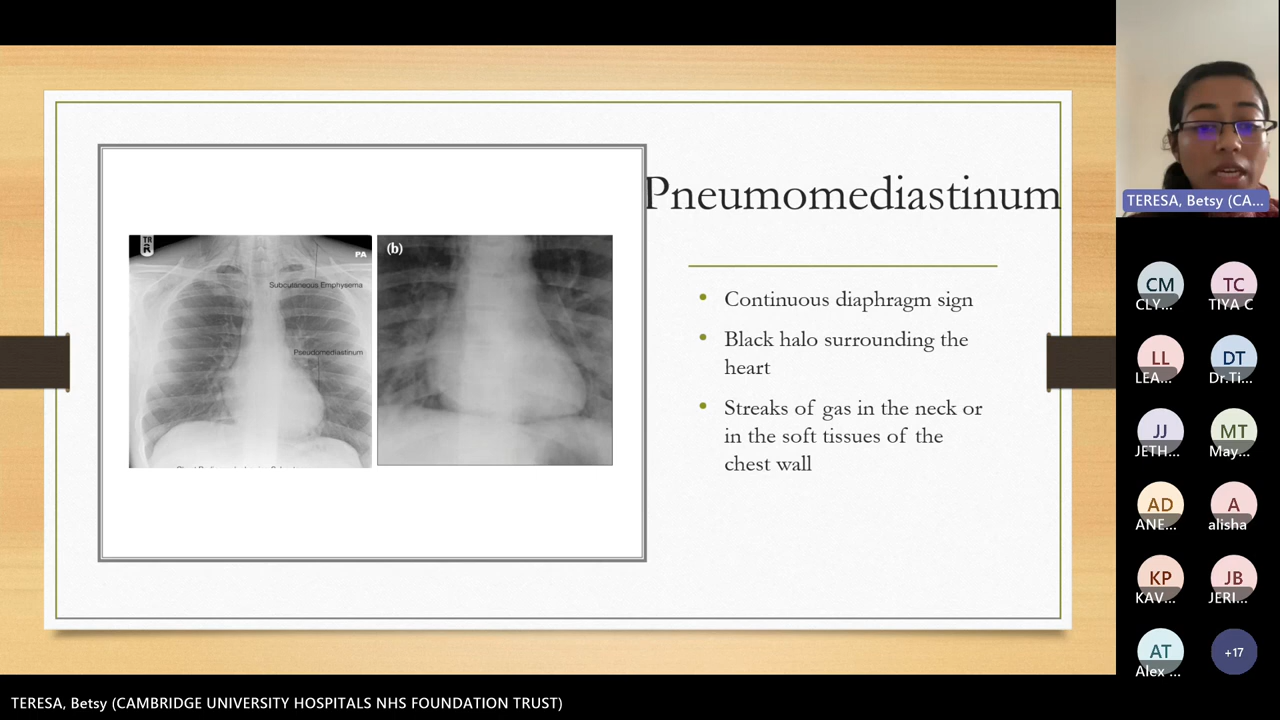 Pneumomediastinum
TR
R
PA
Subcutaneous Emphysema
Pseudomediastinum
(b)
• Continuous diaphragm sign
• Black halo surrounding the
heart
• Streaks of gas in the neck or
in the soft tissues of the
chest wall
TERESA, Betsy (CA...
CM
CLY...
TC
TIYA C
LL
LEA...
DT
Dr.Ti...
JJ
JETH...
MT
May...
AD
ANE...
A
alisha
KP
KAV...
JB
JERI...
AT
Alex ...
+17
TERESA, Betsy (CAMBRIDGE UNIVERSITY HOSPITALS NHS FOUNDATION TRUST)